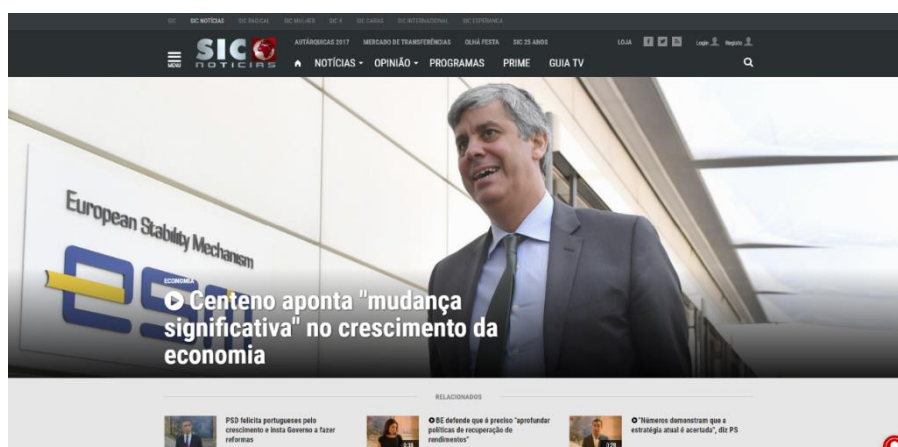 SIC SIC NOTÍCIAS SIC RADICAL SIC MULHER SIC K SIC CARAS SIC INTERNACIONAL SIC ESPERANÇA
SIC
NOTÍCIAS
AUTÁRQUICAS 2017 MERCADO DE TRANSFERÊNCIAS OLHÁ FESTA SIC 25 ANOS LOJA Login Registo
MENU
NOTÍCIAS OPINIÃO PROGRAMAS PRIME GUIA TV
European Stability Mechanism
esm
ECONOMIA
Centeno aponta "mudança
significativa" no crescimento da
economia
RELACIONADOS
PSD felicita portugueses pelo
crescimento e insta Governo a fazer
reformas
BE defende que é preciso "aprofundar
políticas de recuperação de
rendimentos"
"Números demonstram que a
estratégia atual é acertada", diz PS
0:38
0:28